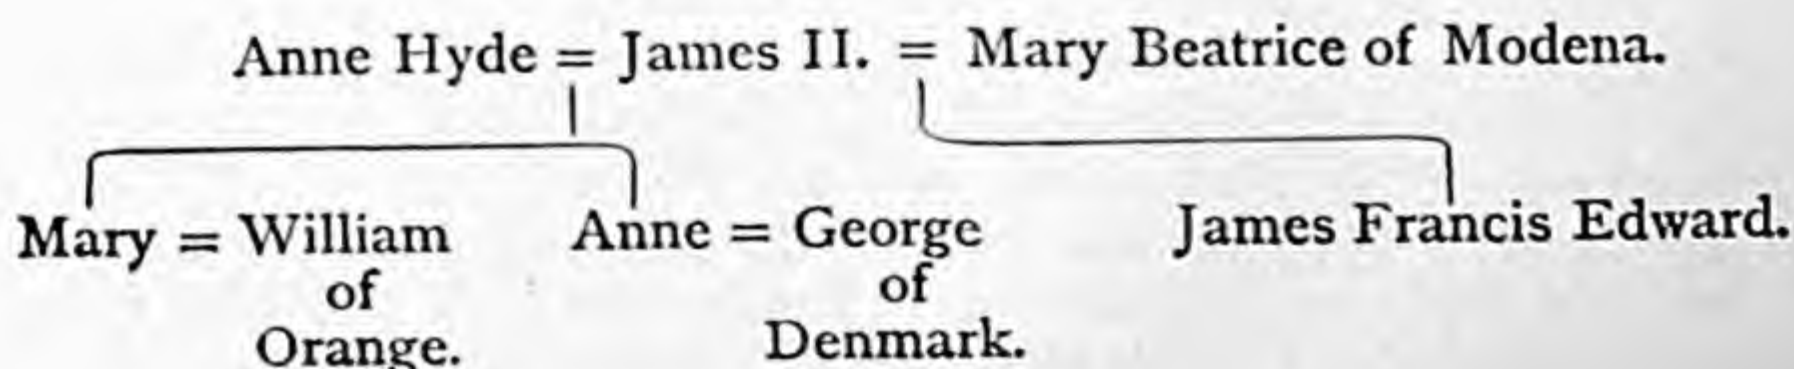 Anne Hyde = James II. = Mary Beatrice of Modena.
Mary = William of Orange.
Anne = George of Denmark.
James Francis Edward.